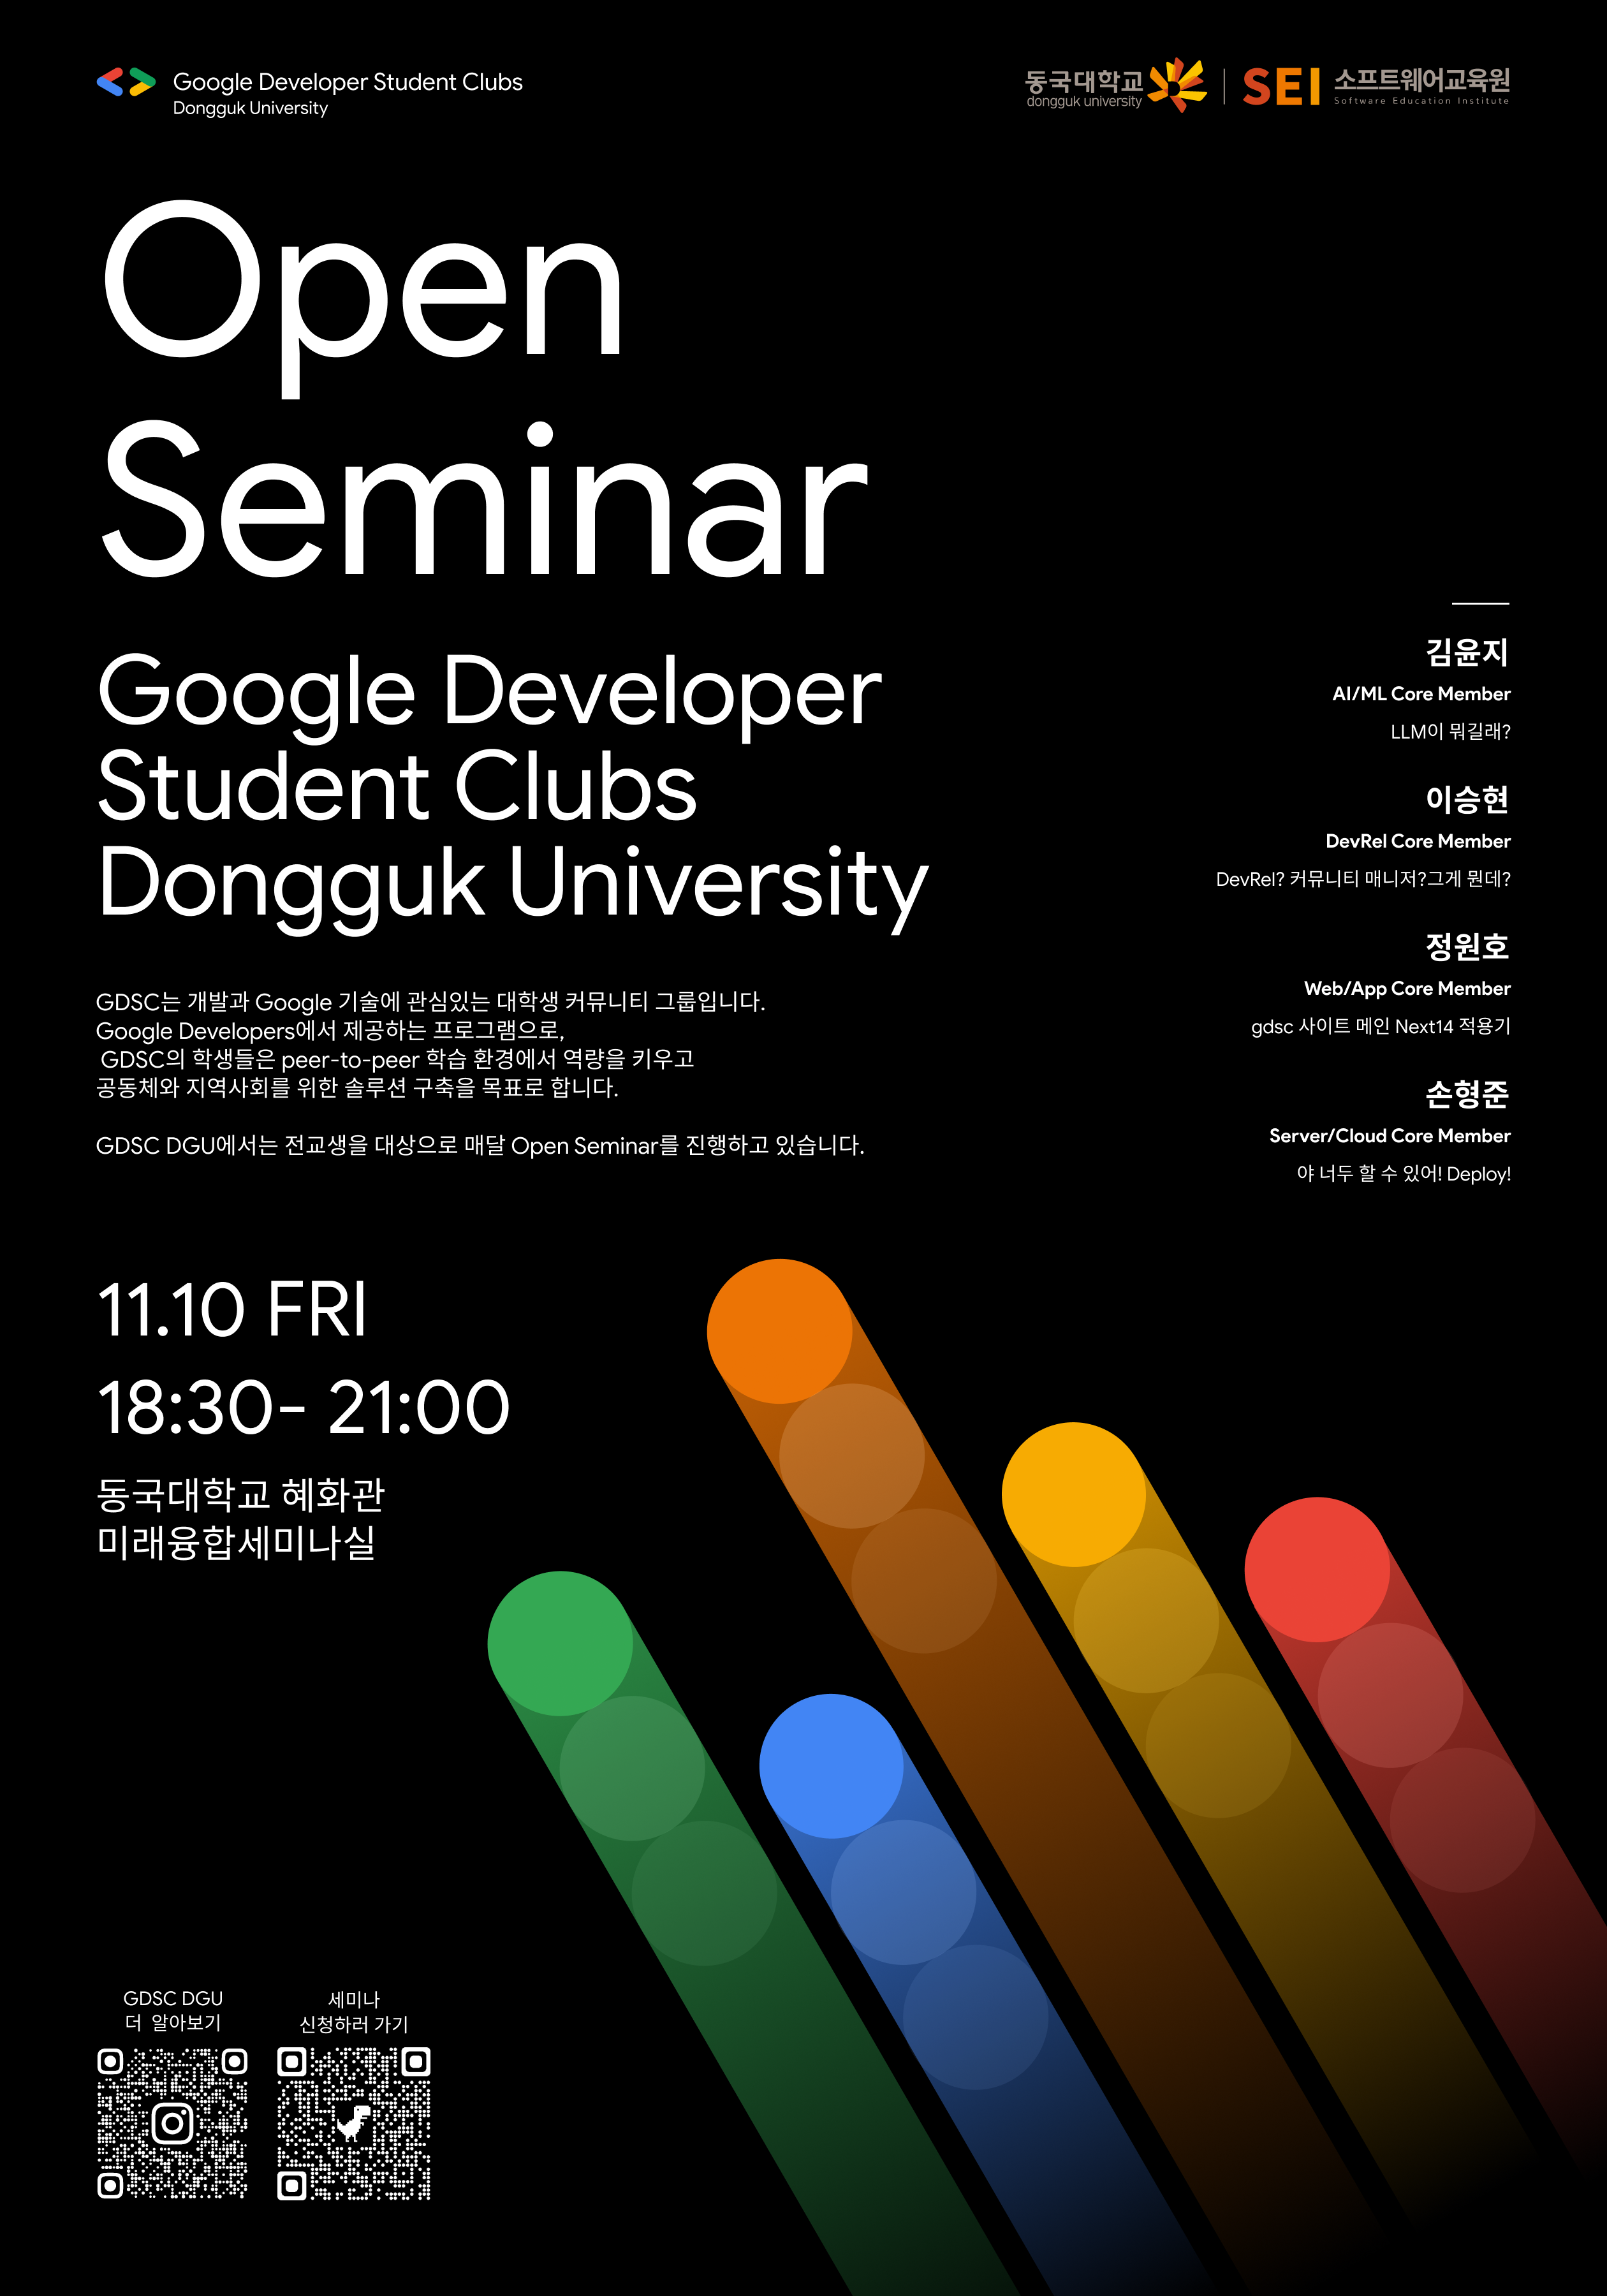 Google Developer Student Clubs
Dongguk University
동국대학교
dongguk university
SEI
소프트웨어교육원
Software Education Institute
Open
Seminar
Google Developer
Student Clubs
Dongguk University
GDSC는 개발과 Google 기술에 관심있는 대학생 커뮤니티 그룹입니다.
Google Developers에서 제공하는 프로그램으로,
GDSC의 학생들은 peer-to-peer 학습 환경에서 역량을 키우고
공동체와 지역사회를 위한 솔루션 구축을 목표로 합니다.
GDSC DGU에서는 전교생을 대상으로 매달 Open Seminar를 진행하고 있습니다.
김윤지
AI/ML Core Member
LLM이 뭐길래?
이승현
DevRel Core Member
DevRel? 커뮤니티 매니저?그게 뭔데?
정원호
Web/App Core Member
gdsc 사이트 메인 Next14 적용기
손형준
Server/Cloud Core Member
야 너두 할 수 있어! Deploy!
11.10 FRI
18:30- 21:00
동국대학교 혜화관
미래융합세미나실
GDSC DGU
더 알아보기
세미나
신청하러 가기